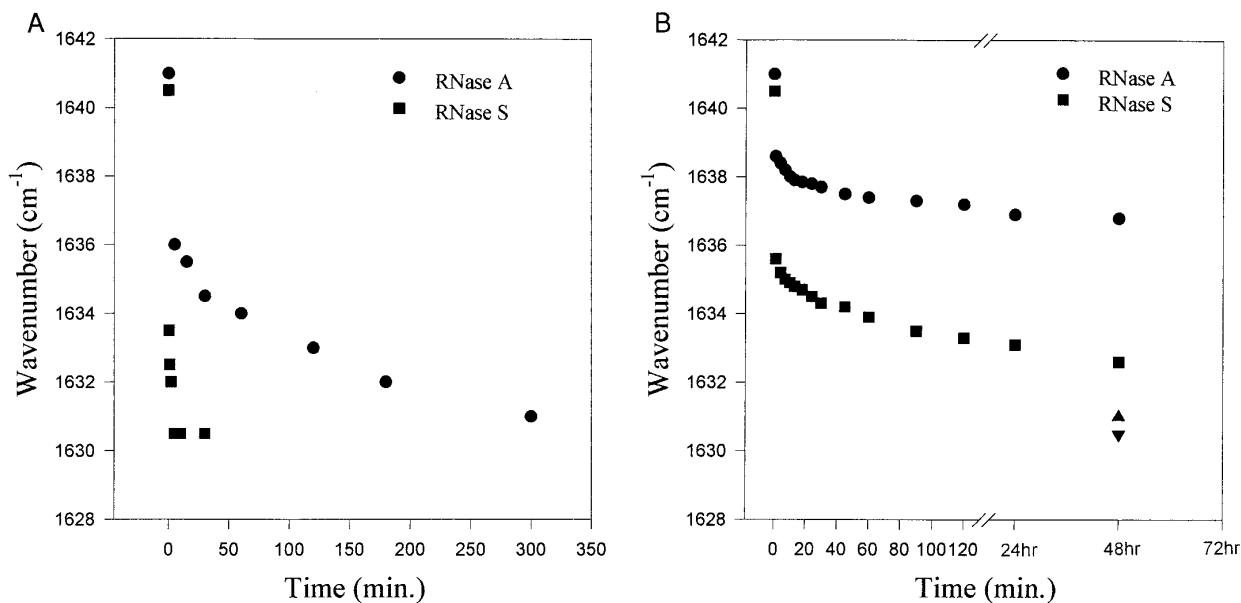 A
1642
1640
1638
1636
1634
1632
1630
1628
Wavenumber (cm⁻¹)
RNase A
RNase S
0 50 100 150 200 250 300 350
Time (min.)
B
1642
1640
1638
1636
1634
1632
1630
1628
Wavenumber (cm⁻¹)
RNase A
RNase S
0 20 40 60 80 100 120 24hr 48hr 72hr
Time (min.)